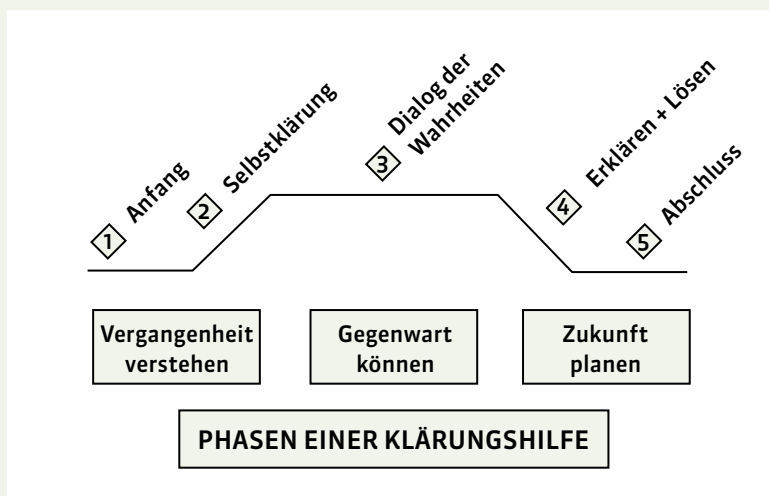 1 Anfang
2 Selbstklärung
3 Dialog der
Wahrheiten
4 Erklären + Lösen
5 Abschluss
Vergangenheit
verstehen
Gegenwart
können
Zukunft
planen
PHASEN EINER KLÄRUNGSHILFE